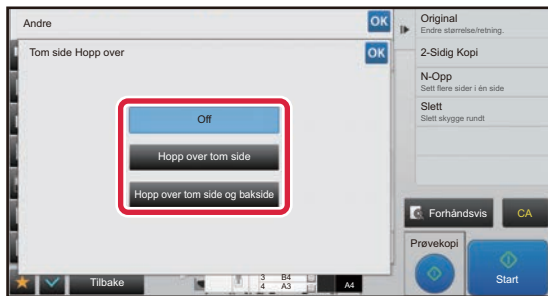 Andre
OK
Tom side Hopp over
OK
Off
Hopp over tom side
Hopp over tom side og bakside
Tilbake
3 B4
4 A3
A4
Original
Endre størrelse/retning.
2-Sidig Kopi
N-Opp
Sett flere sider i én side
Slett
Slett skygge rundt
Forhåndsvis
CA
Prøvekopi
Start